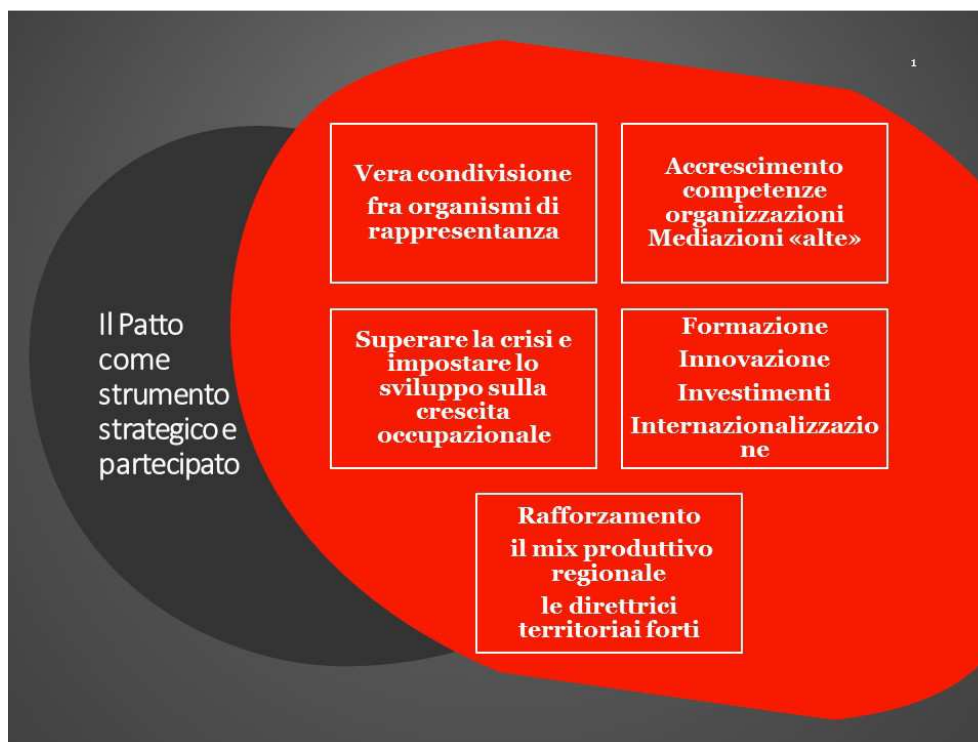 1
Il Patto
come
strumento
strategico e
partecipato
Vera condivisione
fra organismi di
rappresentanza
Accrescimento
competenze
organizzazioni
Mediazioni «alte»
Superare la crisi e
impostare lo
sviluppo sulla
crescita
occupazionale
Formazione
Innovazione
Investimenti
Internazionalizzazio
ne
Rafforzamento
il mix produttivo
regionale
le direttrici
territoriai forti